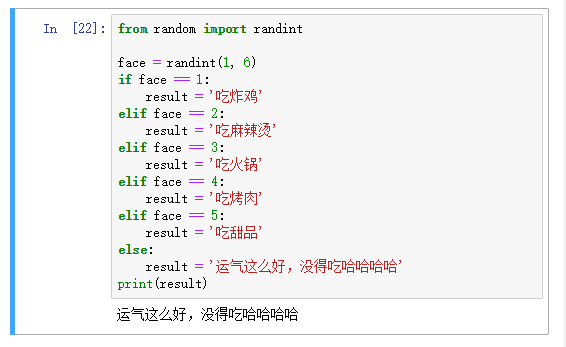 In [22]:
from random import randint
face = randint(1, 6)
if face == 1:
    result = '吃炸鸡'
elif face == 2:
    result = '吃麻辣烫'
elif face == 3:
    result = '吃火锅'
elif face == 4:
    result = '吃烤肉'
elif face == 5:
    result = '吃甜品'
else:
    result = '运气这么好，没得吃哈哈哈哈'
print(result)
运气这么好，没得吃哈哈哈哈